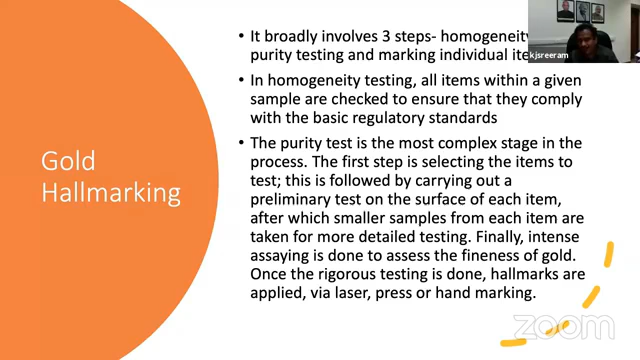 • It broadly involves 3 steps- homogeneity
purity testing and marking individual
kjsreeram
• In homogeneity testing, all items within a given
sample are checked to ensure that they comply
with the basic regulatory standards
• The purity test is the most complex stage in the
process. The first step is selecting the items to
test; this is followed by carrying out a
preliminary test on the surface of each item,
after which smaller samples from each item are
taken for more detailed testing. Finally, intense
assaying is done to assess the fineness of gold.
Once the rigorous testing is done, hallmarks are
applied, via laser, press or hand marking.
Gold
Hallmarking
zoom